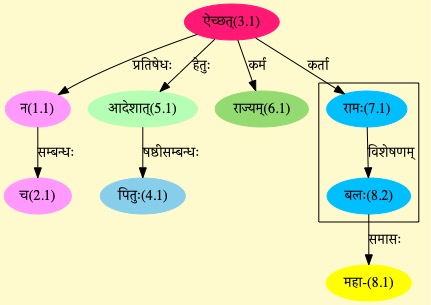 ऐच्छत्(3.1)
प्रतिषेधः हेतुः कर्म कर्ता
न(1.1) आदेशात्(5.1) राज्यम्(6.1) रामः(7.1)
सम्बन्धः षष्ठीसम्बन्धः विशेषणम्
च(2.1) पितुः(4.1) बलः(8.2)
समासः
महा-(8.1)